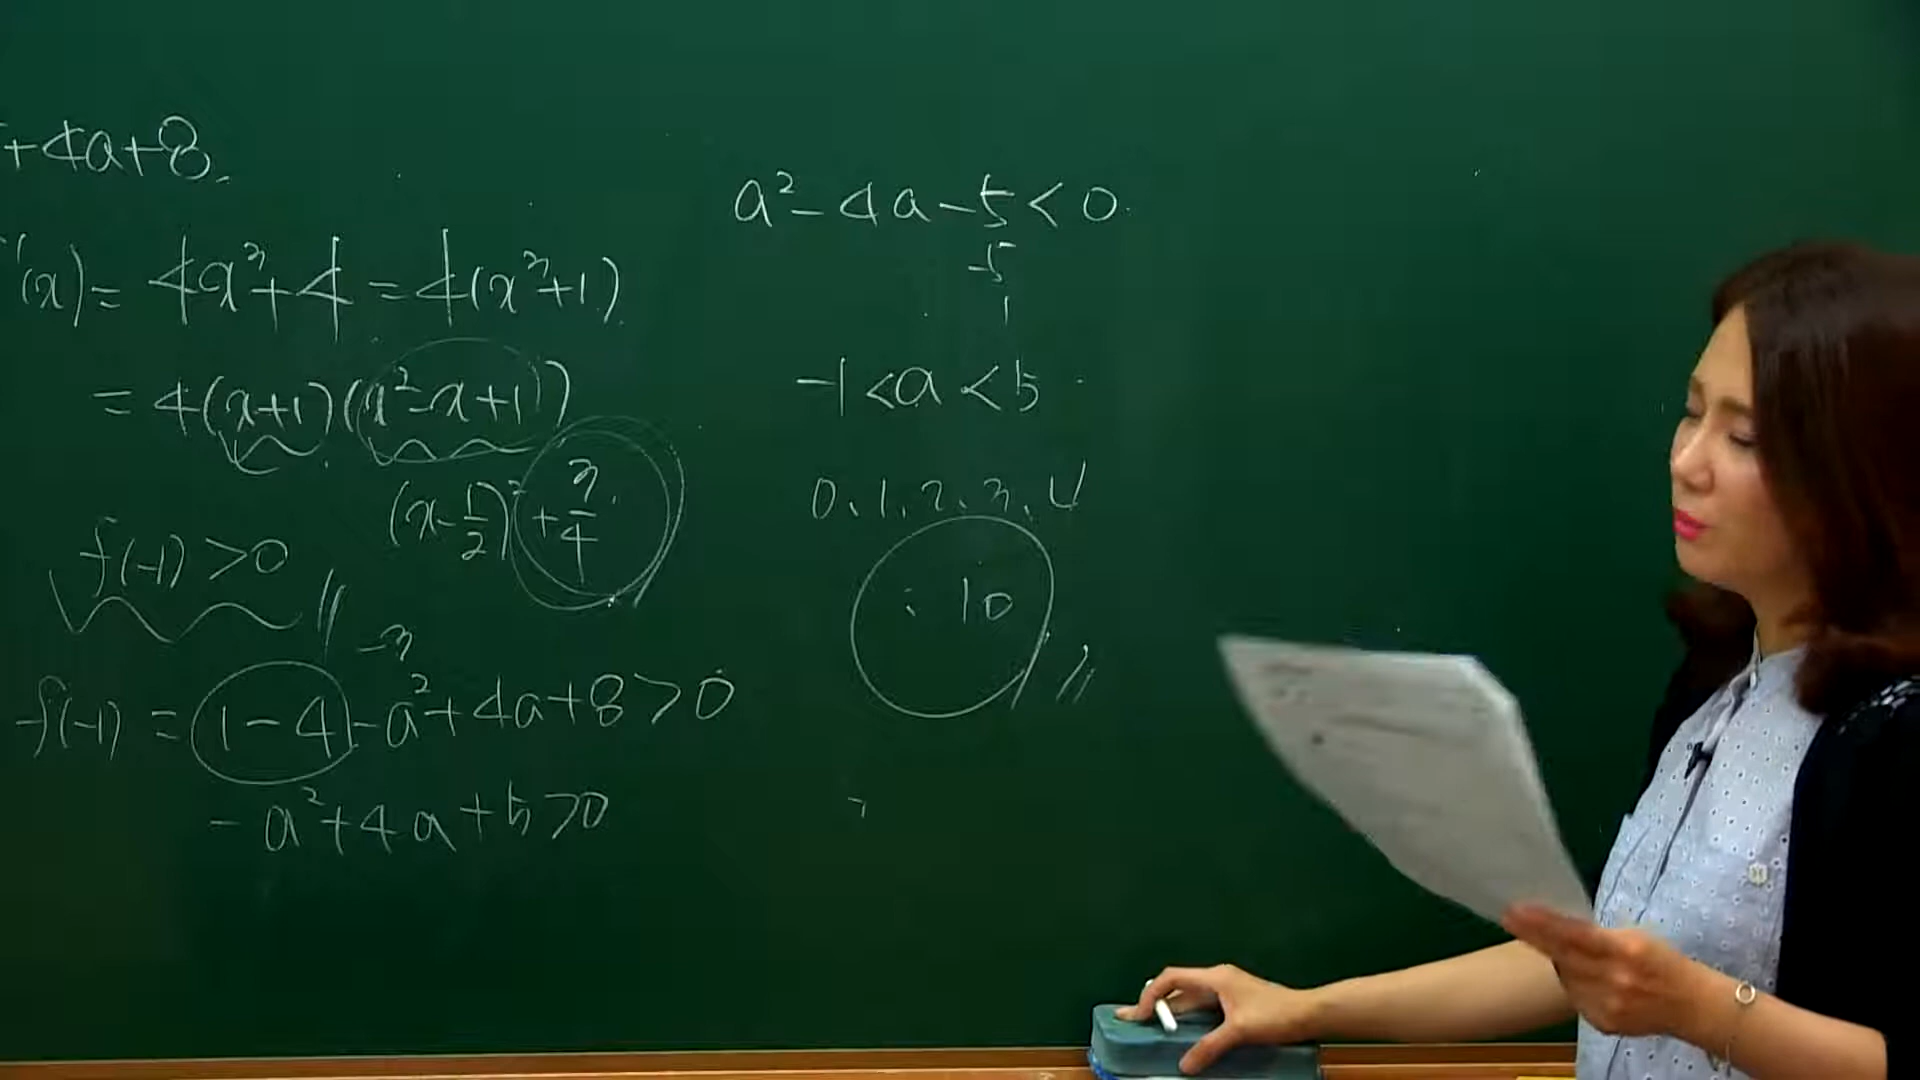 +4a+8
'(x) = 4x³+4 = 4(x³+1)
= 4(x+1)(x²-x+1)
(x-1/2)² + 3/4
f(-1)>0
-3
f(-1) = 1-4-a²+4a+8>0
-a²+4a+5>0
a²-4a-5<0
-5
1
-1<a<5
0, 1, 2, 3, 4
: 10